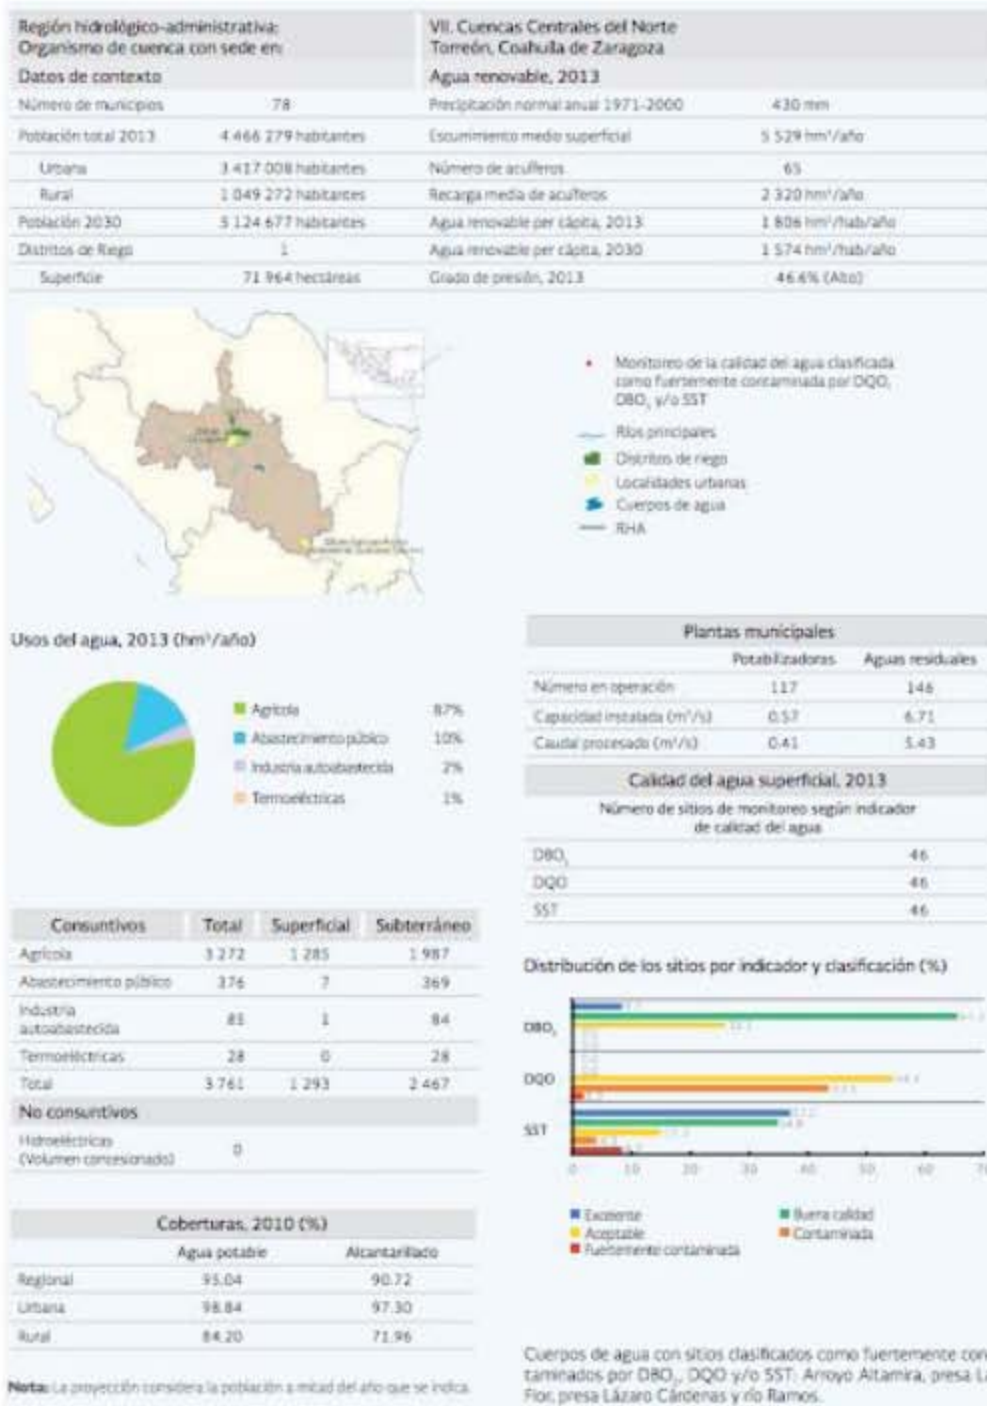 Región hidrológico-administrativa: VII. Cuencas Centrales del Norte
Organismo de cuenca con sede en: Torreón, Coahuila de Zaragoza
Datos de contexto
Número de municipios 78
Población total 2013 4 466 279 habitantes
Urbana 3 417 008 habitantes
Rural 1 049 272 habitantes
Población 2030 5 124 677 habitantes
Distritos de Riego 1
Superficie 71 964 hectáreas
Agua renovable, 2013
Precipitación normal anual 1971-2000 430 mm
Escurrimiento medio superficial 5 529 hm³/año
Número de acuíferos 65
Recarga media de acuíferos 2 320 hm³/año
Agua renovable per cápita, 2013 1 806 hm³/hab/año
Agua renovable per cápita, 2030 1 574 hm³/hab/año
Grado de presión, 2013 46.6% (Alto)
Monitoreo de la calidad del agua clasificada
como fuertemente contaminada por DQO,
DBO₅ y/o SST
Ríos principales
Distritos de riego
Localidades urbanas
Cuerpos de agua
RHA
Usos del agua, 2013 (hm³/año)
Agrícola 87%
Abastecimiento público 10%
Industria autoabastecida 2%
Termoeléctricas 1%
Plantas municipales
Potabilizadoras Aguas residuales
Número en operación 117 146
Capacidad instalada (m³/s) 0.57 6.71
Caudal procesado (m³/s) 0.41 5.43
Calidad del agua superficial, 2013
Número de sitios de monitoreo según indicador
de calidad del agua
DBO₅ 46
DQO 46
SST 46
Consuntivos Total Superficial Subterráneo
Agrícola 3 272 1 285 1 987
Abastecimiento público 376 7 369
Industria
autoabastecida 85 1 84
Termoeléctricas 28 0 28
Total 3 761 1 293 2 467
No consuntivos
Hidroeléctricas
(Volumen concesionado) 0
Distribución de los sitios por indicador y clasificación (%)
DBO₅
DQO
SST
0 10 20 30 40 50 60 70
Excelente Buena calidad
Aceptable Contaminada
Fuertemente contaminada
Coberturas, 2010 (%)
Agua potable Alcantarillado
Regional 95.04 90.72
Urbana 98.84 97.30
Rural 84.20 71.96
Nota: La proyección considera la población a mitad del año que se indica.
Cuerpos de agua con sitios clasificados como fuertemente con
taminados por DBO₅, DQO y/o SST: Arroyo Altamira, presa La
Flor, presa Lázaro Cárdenas y río Ramos.